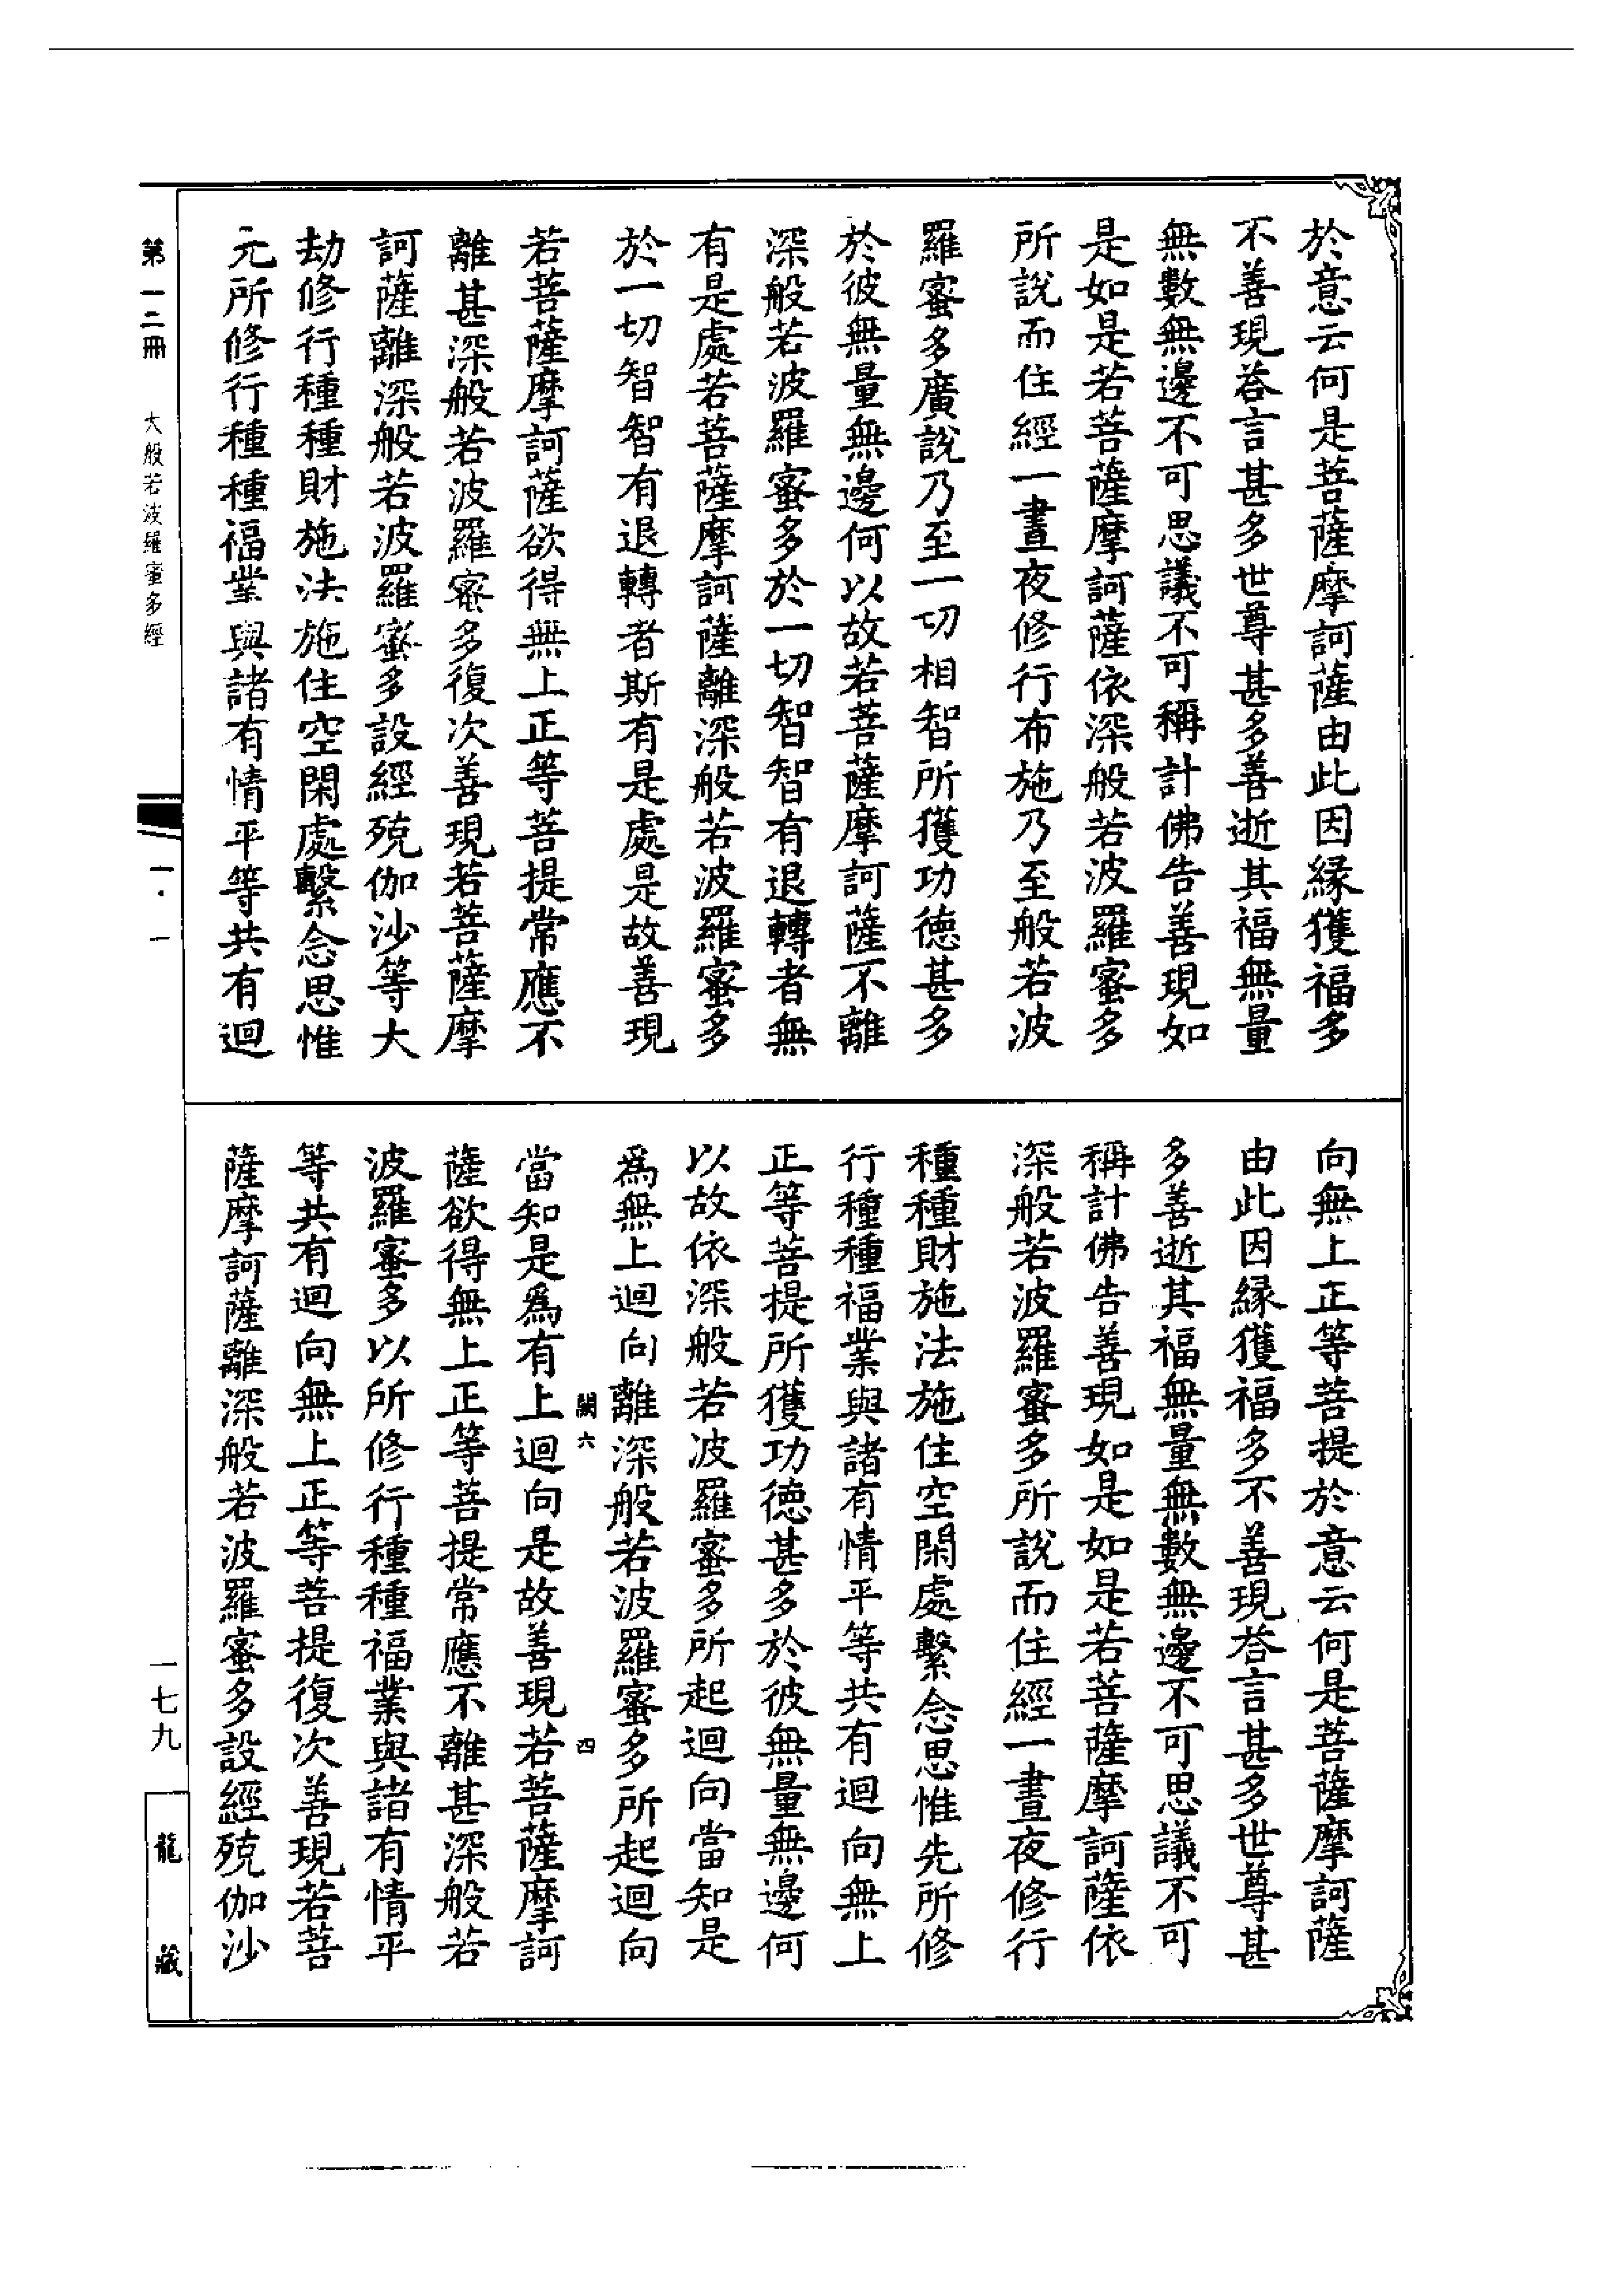 於意云何是菩薩摩訶薩由此因緣獲福多
不善現荅言甚多世尊甚多善逝其福無量
無數無邊不可思議不可稱計佛告善現如
是如是若菩薩摩訶薩依深般若波羅蜜多
所說而住經一晝夜修行布施乃至般若波
羅蜜多廣說乃至一切相智所獲功德甚多
於彼無量無邊何以故若菩薩摩訶薩不離
深般若波羅蜜多於一切智智有退轉者無
有是處若菩薩摩訶薩離深般若波羅蜜多
於一切智智有退轉者斯有是處是故善現
若菩薩摩訶薩欲得無上正等菩提常應不
離甚深般若波羅蜜多復次善現若菩薩摩
訶薩離深般若波羅蜜多設經殑伽沙等大
劫修行種種財施法施住空閑處繫念思惟
元所修行種種福業與諸有情平等共有迴
向無上正等菩提於意云何是菩薩摩訶薩
由此因緣獲福多不善現荅言甚多世尊甚
多善逝其福無量無數無邊不可思議不可
稱計佛告善現如是如是若菩薩摩訶薩依
深般若波羅蜜多所說而住經一晝夜修行
種種財施法施住空閑處繫念思惟先所修
行種種福業與諸有情平等共有迴向無上
正等菩提所獲功德甚多於彼無量無邊何
以故依深般若波羅蜜多所起迴向當知是
為無上迴向離深般若波羅蜜多所起迴向
闕六 四
當知是為有上迴向是故善現若菩薩摩訶
薩欲得無上正等菩提常應不離甚深般若
波羅蜜多以所修行種種福業與諸有情平
等共有迴向無上正等菩提復次善現若菩
薩摩訶薩離深般若波羅蜜多設經殑伽沙
第一二冊 大般若波羅蜜多經
一七九
龍藏